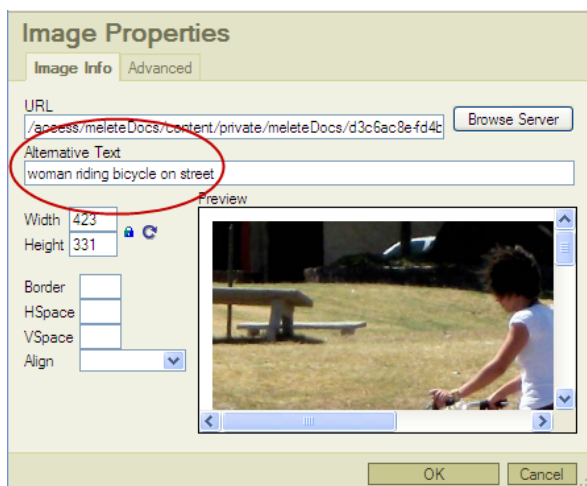 Image Properties
Image Info Advanced
URL
/access/meleteDocs/content/private/meleteDocs/d3c6ac8e-fd4b
Browse Server
Alternative Text
woman riding bicycle on street
Preview
Width 423
Height 331
Border
HSpace
VSpace
Align
OK Cancel